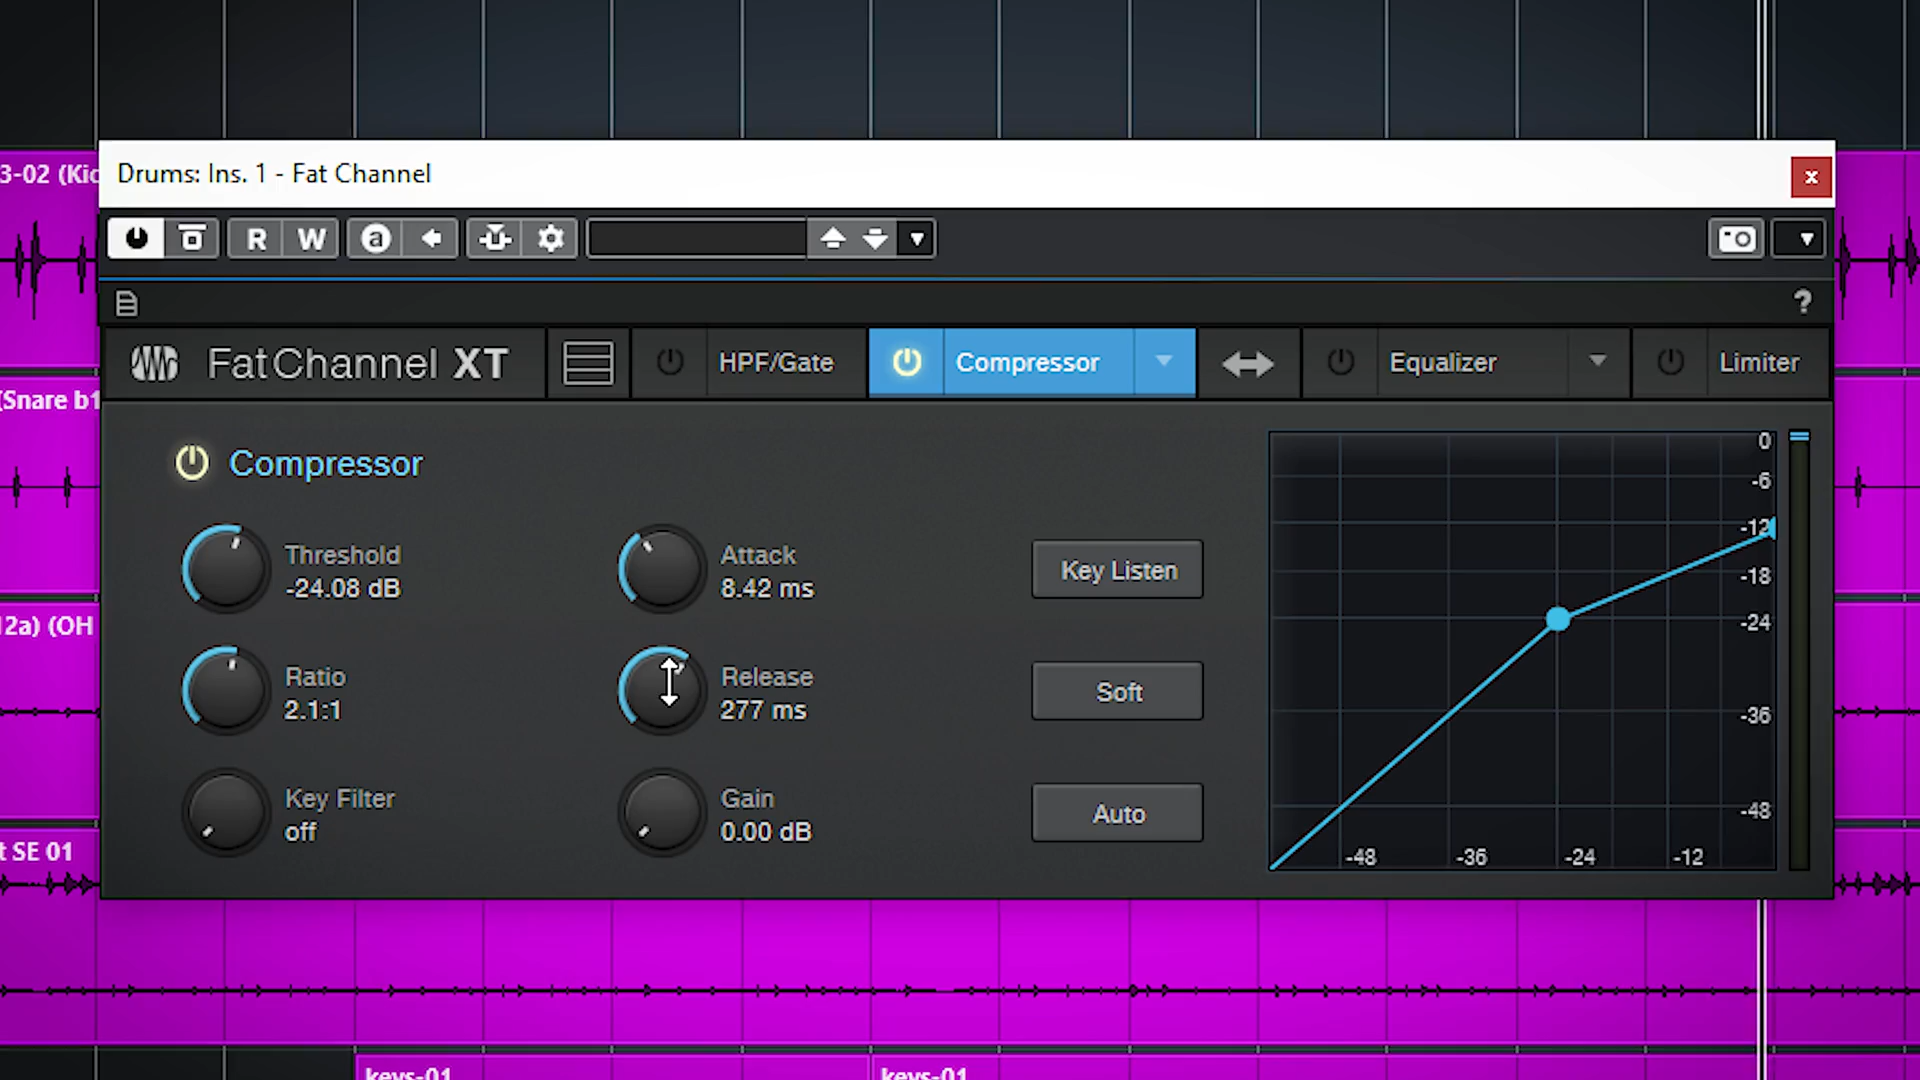 3-02 (Kic
Drums: Ins. 1 - Fat Channel
x
R W a
?
FatChannel XT
HPF/Gate
Compressor
Equalizer
Limiter
(Snare b1
Compressor
Threshold
-24.08 dB
Attack
8.42 ms
Key Listen
2a) (OH
Ratio
2.1:1
Release
277 ms
Soft
Key Filter
off
Gain
0.00 dB
Auto
0
-6
-12
-18
-24
-36
-48
-48 -36 -24 -12
t SE 01
keys-01
keys-01